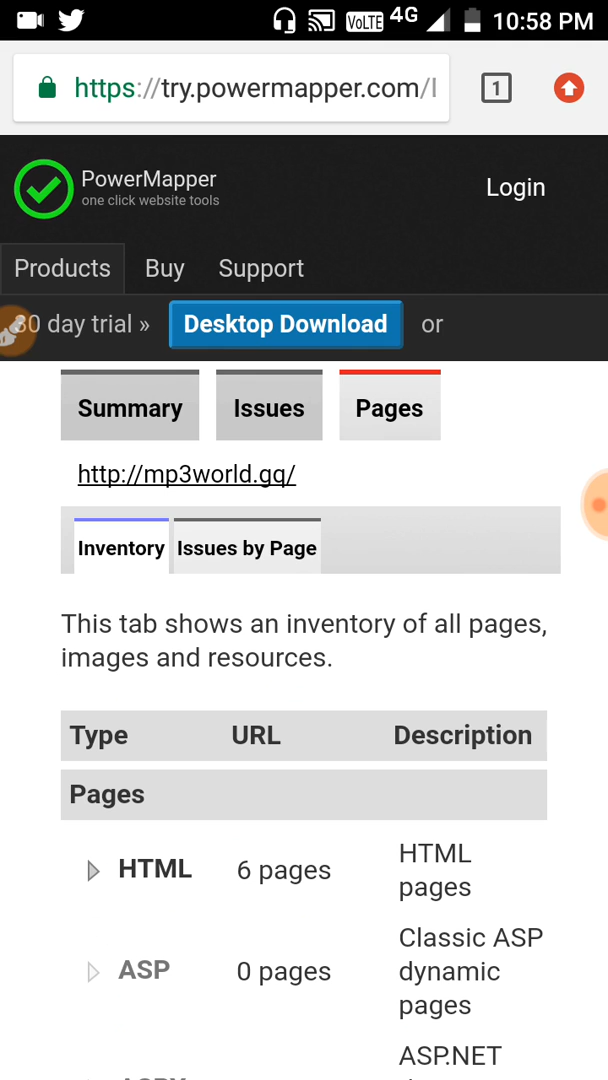 VoLTE 4G 10:58 PM
https://try.powermapper.com/
1
PowerMapper
one click website tools
Login
Products Buy Support
30 day trial » Desktop Download or
Summary Issues Pages
http://mp3world.gq/
Inventory Issues by Page
This tab shows an inventory of all pages,
images and resources.
Type URL Description
Pages
HTML 6 pages HTML
pages
ASP 0 pages Classic ASP
dynamic
pages
ASP.NET